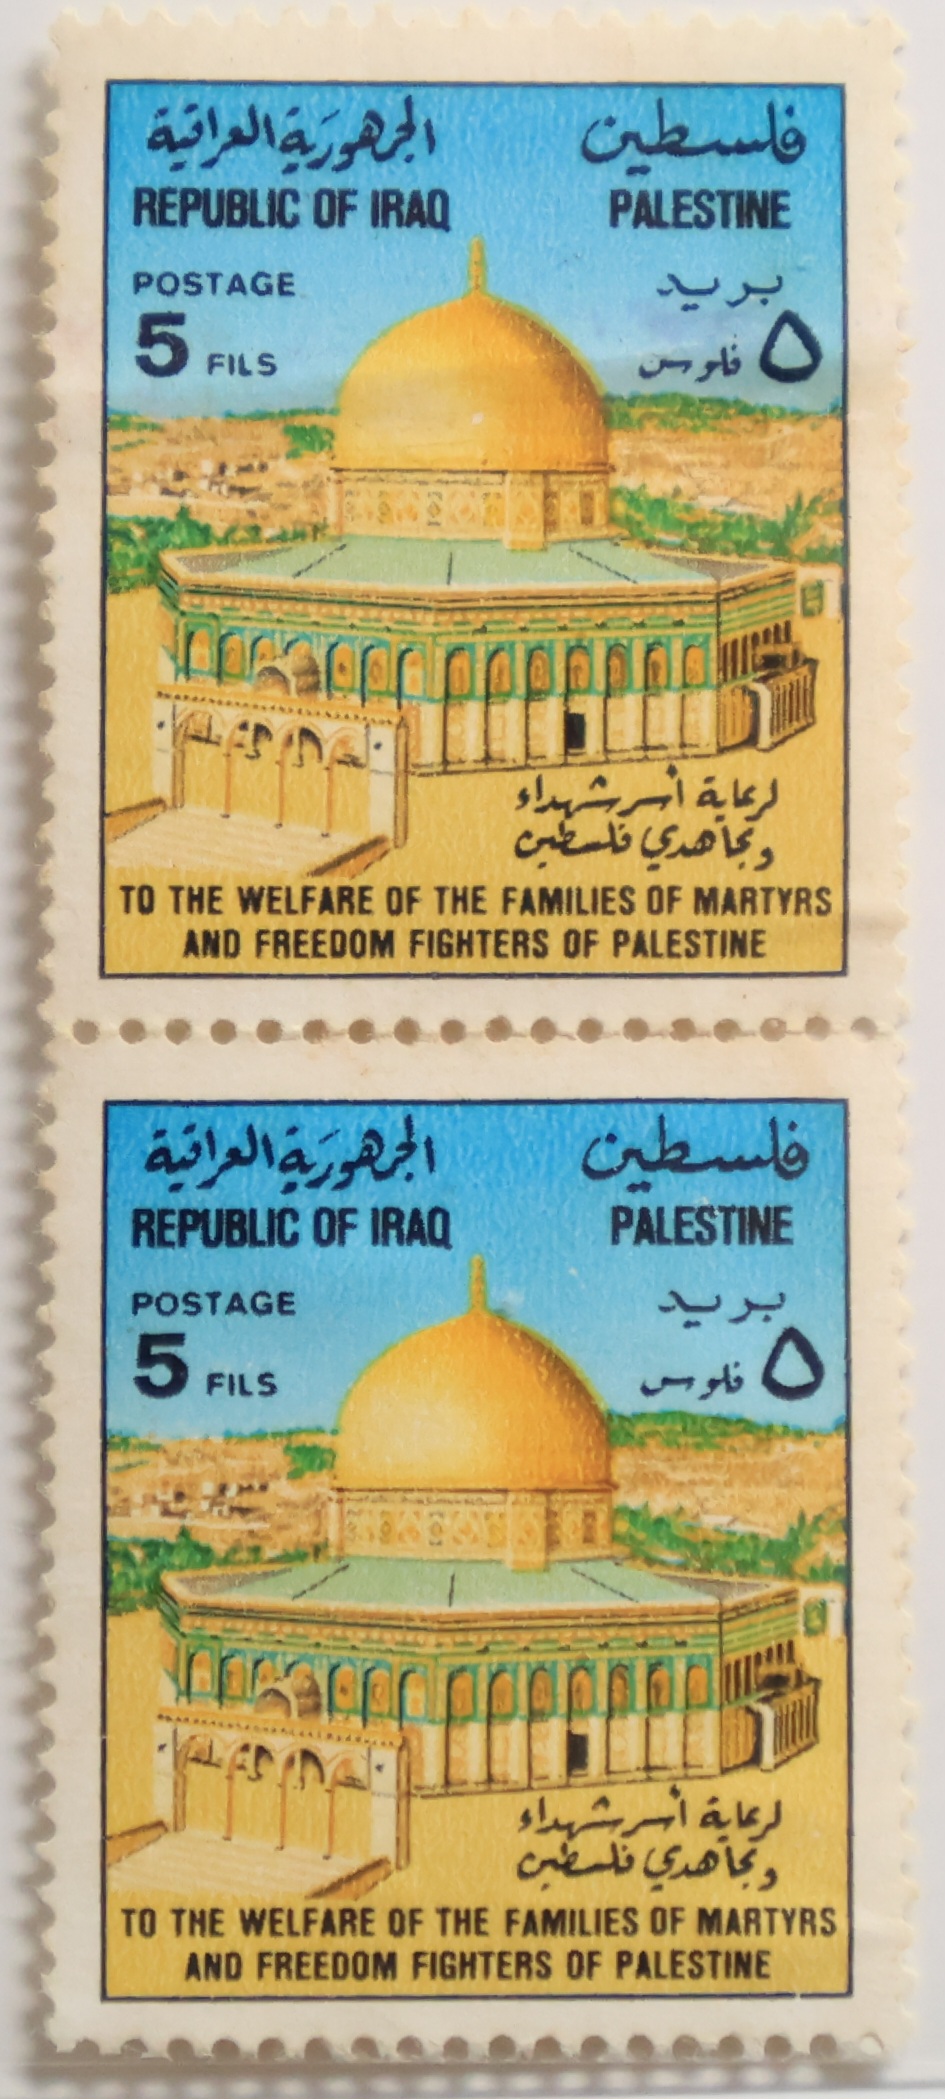 الجمهورية العراقية فلسطين
REPUBLIC OF IRAQ PALESTINE
POSTAGE بريد
5 FILS ٥ فلوس
لرعاية أسر شهداء
ومجاهدي فلسطين
TO THE WELFARE OF THE FAMILIES OF MARTYRS
AND FREEDOM FIGHTERS OF PALESTINE
الجمهورية العراقية فلسطين
REPUBLIC OF IRAQ PALESTINE
POSTAGE بريد
5 FILS ٥ فلوس
لرعاية أسر شهداء
ومجاهدي فلسطين
TO THE WELFARE OF THE FAMILIES OF MARTYRS
AND FREEDOM FIGHTERS OF PALESTINE